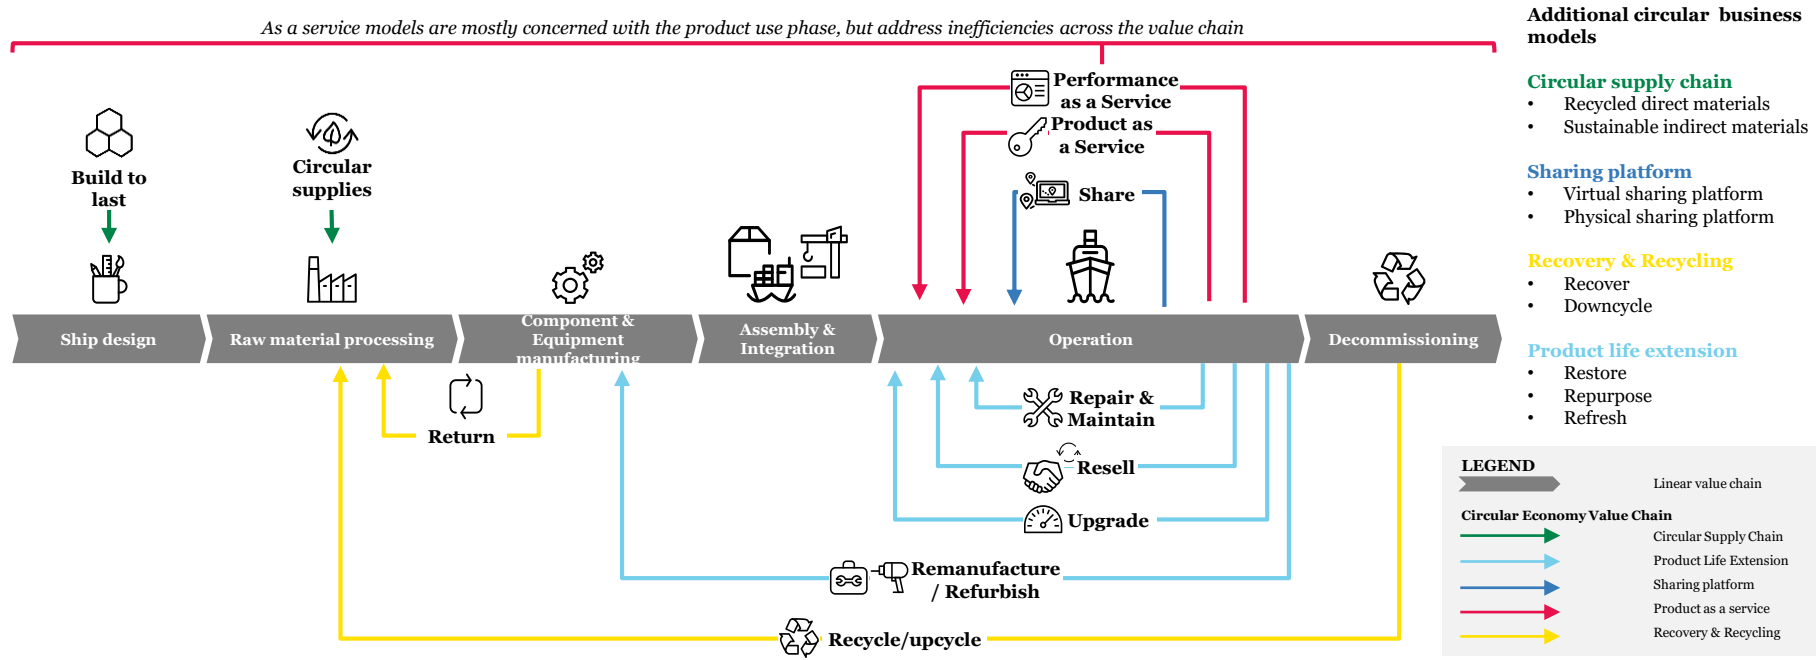 As a service models are mostly concerned with the product use phase, but address inefficiencies across the value chain
Performance
as a Service
Product as
a Service
Share
Build to
last
Circular
supplies
Ship design
Raw material processing
Component &
Equipment
manufacturing
Assembly &
Integration
Operation
Decommissioning
Return
Repair &
Maintain
Resell
Upgrade
Remanufacture
/ Refurbish
Recycle/upcycle
Additional circular business
models
Circular supply chain
• Recycled direct materials
• Sustainable indirect materials
Sharing platform
• Virtual sharing platform
• Physical sharing platform
Recovery & Recycling
• Recover
• Downcycle
Product life extension
• Restore
• Repurpose
• Refresh
LEGEND
Linear value chain
Circular Economy Value Chain
Circular Supply Chain
Product Life Extension
Sharing platform
Product as a service
Recovery & Recycling